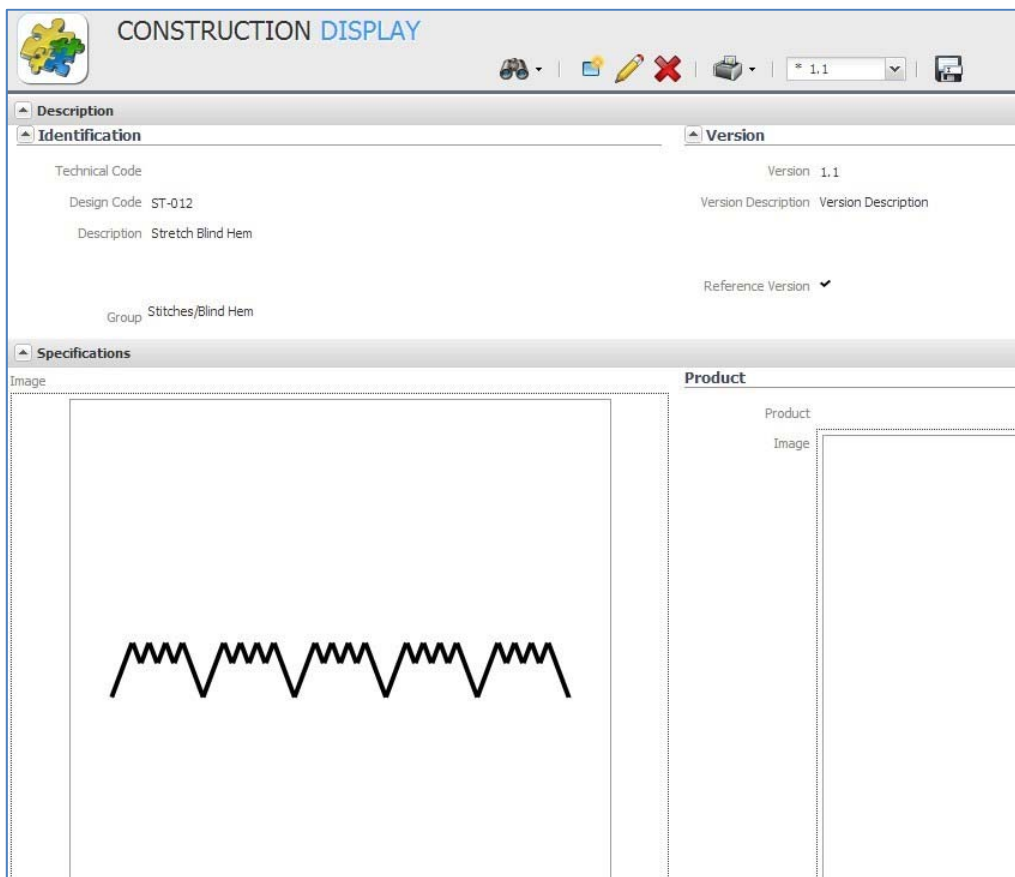 CONSTRUCTION DISPLAY
* 1.1
Description
Identification
Technical Code
Design Code ST-012
Description Stretch Blind Hem
Group Stitches/Blind Hem
Version
Version 1.1
Version Description Version Description
Reference Version
Specifications
Image
Product
Product
Image